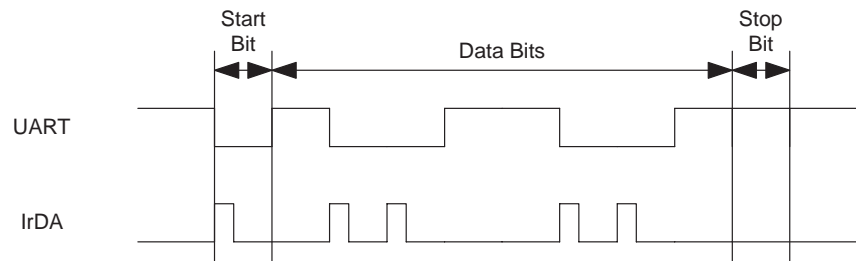 Start
Bit
Data Bits
Stop
Bit
UART
IrDA